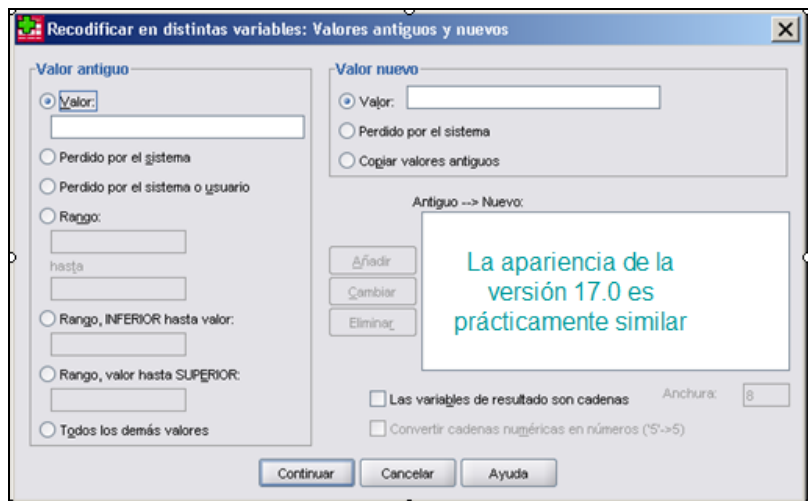 Recodificar en distintas variables: Valores antiguos y nuevos
Valor antiguo
Valor:
Perdido por el sistema
Perdido por el sistema o usuario
Rango:
hasta
Rango, INFERIOR hasta valor:
Rango, valor hasta SUPERIOR:
Todos los demás valores
Valor nuevo
Valor:
Perdido por el sistema
Copiar valores antiguos
Antiguo --> Nuevo:
Añadir
Cambiar
Eliminar
La apariencia de la
versión 17.0 es
prácticamente similar
Las variables de resultado son cadenas
Anchura:
8
Convertir cadenas numéricas en números ('5'->5)
Continuar
Cancelar
Ayuda